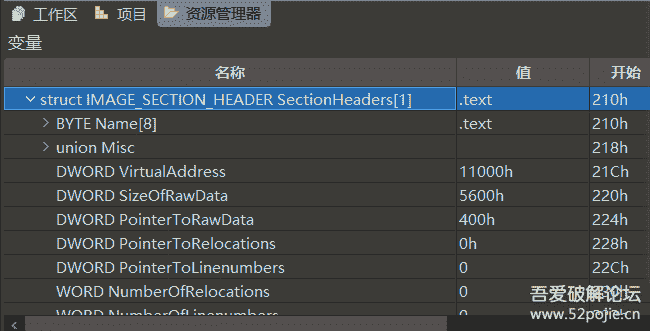 工作区 项目 资源管理器
变量
名称 值 开始
struct IMAGE_SECTION_HEADER SectionHeaders[1] .text 210h
BYTE Name[8] .text 210h
union Misc 218h
DWORD VirtualAddress 11000h 21Ch
DWORD SizeOfRawData 5600h 220h
DWORD PointerToRawData 400h 224h
DWORD PointerToRelocations 0h 228h
DWORD PointerToLinenumbers 0 22Ch
WORD NumberOfRelocations 0
WORD NumberOfLinenumbers 0
吾爱破解论坛
www.52pojie.cn